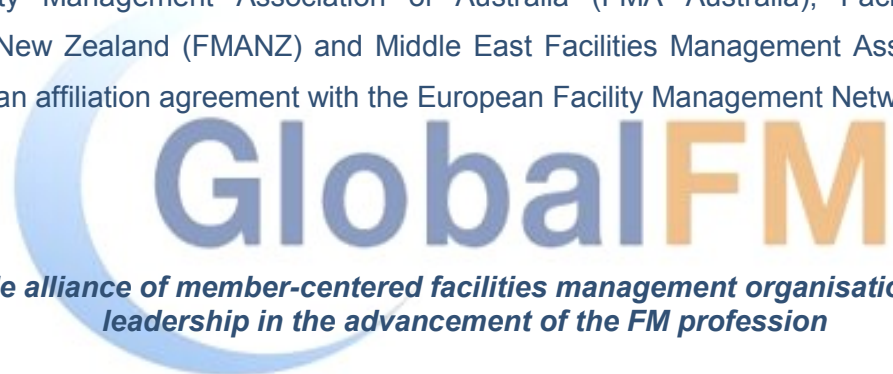 ty Management Association of Australia (FMA Australia), Faci
New Zealand (FMANZ) and Middle East Facilities Management Ass
an affiliation agreement with the European Facility Management Netw
GlobalFM
e alliance of member-centered facilities management organisatio
leadership in the advancement of the FM profession